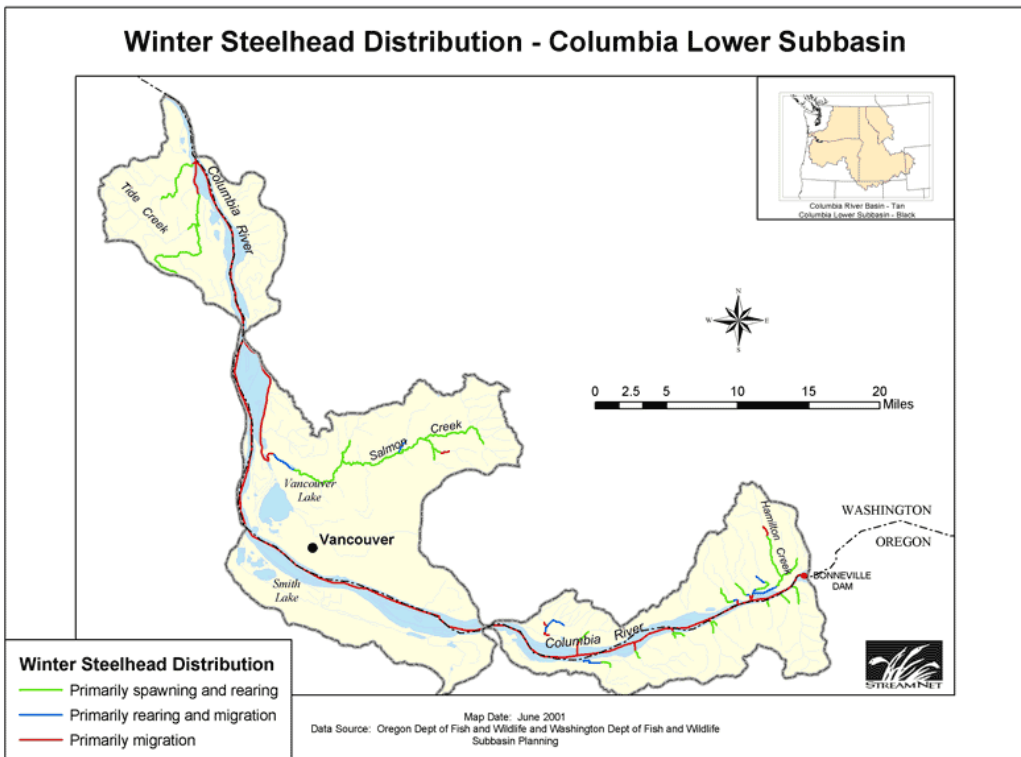 Winter Steelhead Distribution - Columbia Lower Subbasin
Columbia River Basin - Tan
Columbia Lower Subbasin - Black
Tide Creek
Columbia River
N
W E
S
0 2.5 5 10 15 20
Miles
Salmon Creek
Vancouver
Lake
Vancouver
Smith
Lake
Hamilton Creek
WASHINGTON
OREGON
BONNEVILLE
DAM
Columbia River
STREAMNET
Winter Steelhead Distribution
Primarily spawning and rearing
Primarily rearing and migration
Primarily migration
Map Date: June 2001
Data Source: Oregon Dept of Fish and Wildlife and Washington Dept of Fish and Wildlife
Subbasin Planning